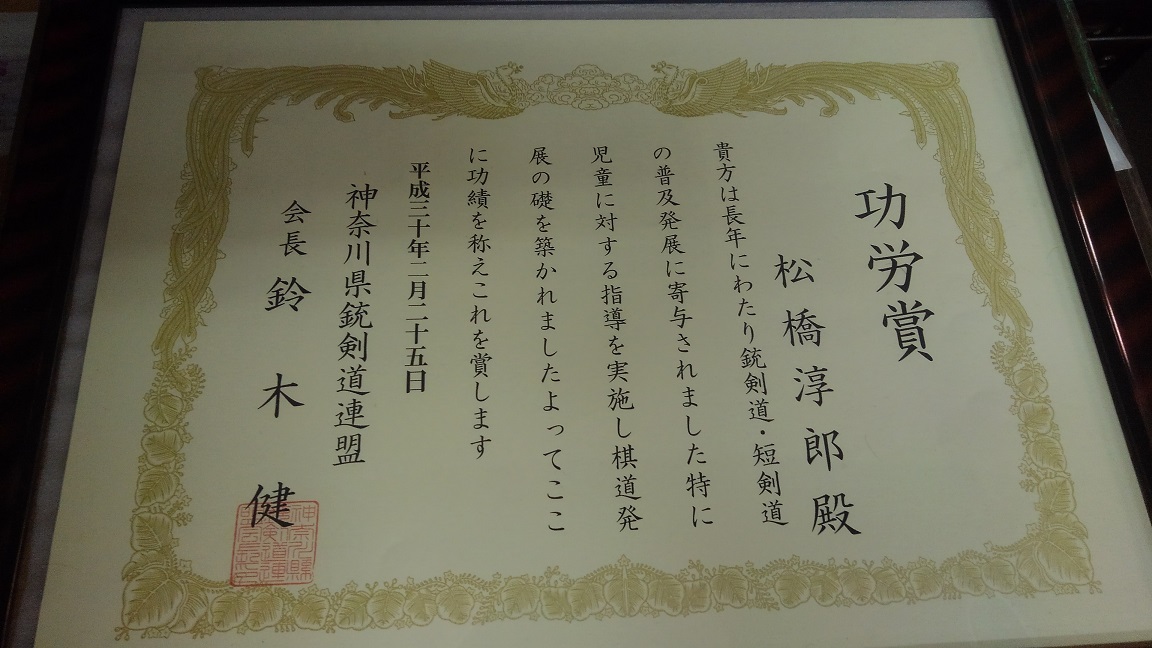 功労賞
松橋淳郎殿
貴方は長年にわたり銃剣道・短剣道
の普及発展に寄与されました特に
児童に対する指導を実施し棋道発
展の礎を築かれましたよってここ
に功績を称えこれを賞します
平成三十年二月二十五日
神奈川県銃剣道連盟
会長 鈴木健